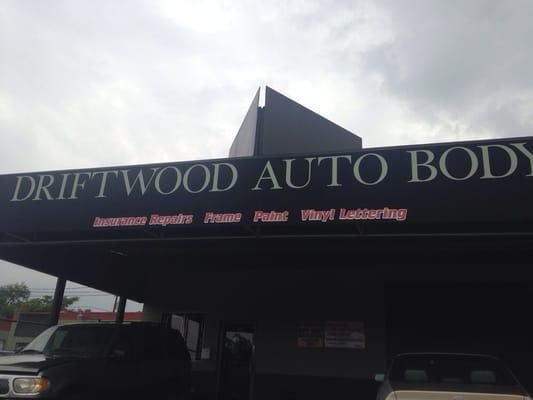 DRIFTWOOD AUTO BODY
Insurance Repairs Frame Paint Vinyl Lettering